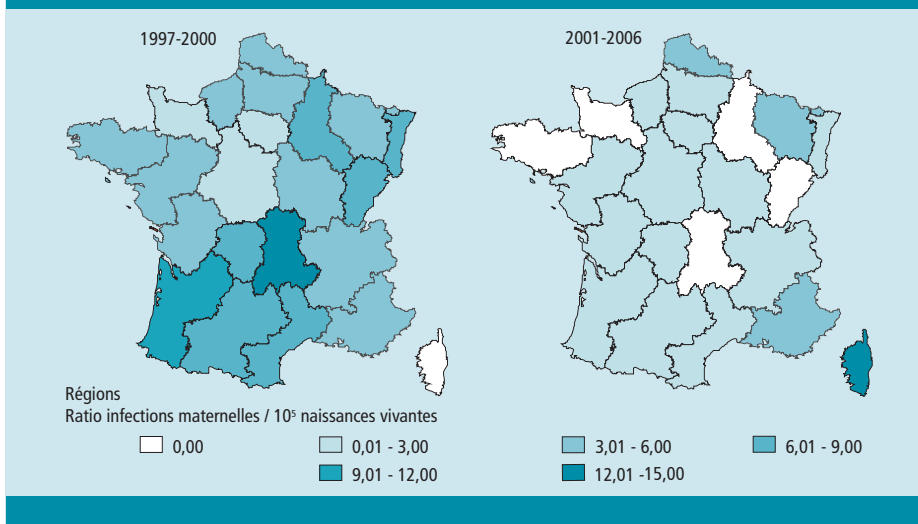 1997-2000
2001-2006
Régions
Ratio infections maternelles / 10⁵ naissances vivantes
0,00
0,01 - 3,00
3,01 - 6,00
6,01 - 9,00
9,01 - 12,00
12,01 -15,00